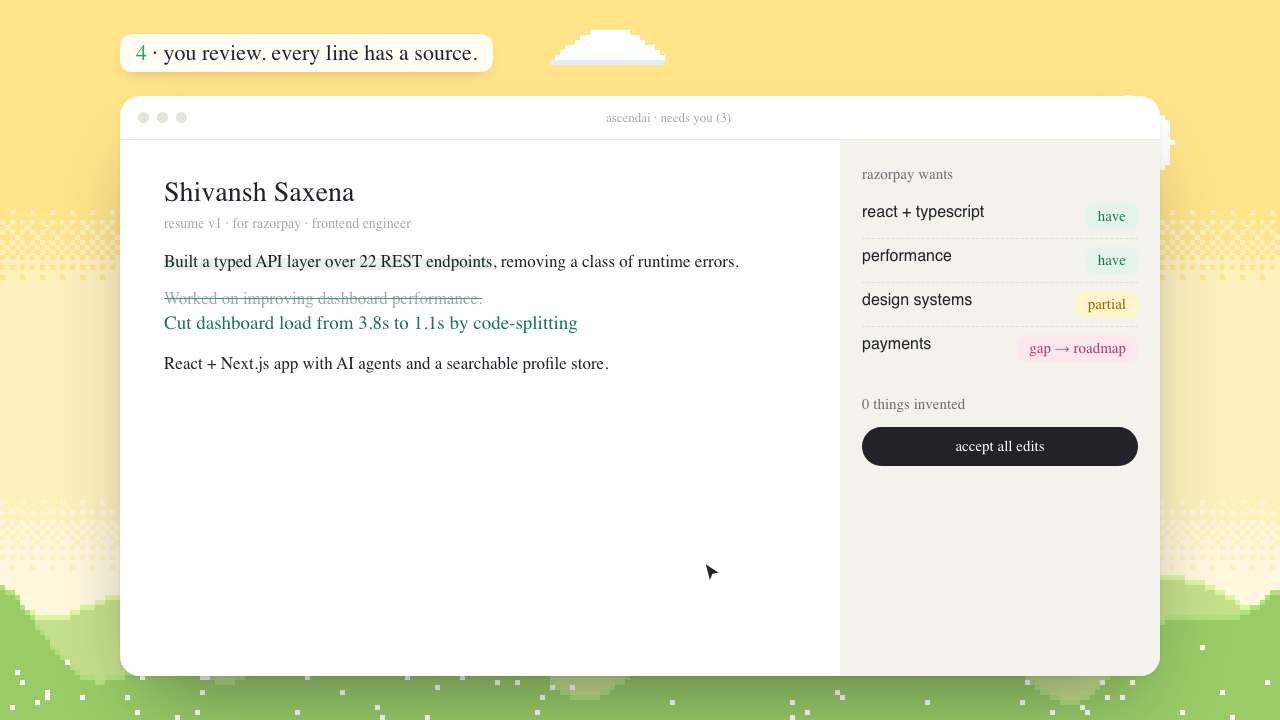 4 · you review. every line has a source.
ascendai · needs you (3)
Shivansh Saxena
resume v1 · for razorpay · frontend engineer
Built a typed API layer over 22 REST endpoints, removing a class of runtime errors.
Worked on improving dashboard performance.
Cut dashboard load from 3.8s to 1.1s by code-splitting
React + Next.js app with AI agents and a searchable profile store.
razorpay wants
react + typescript have
performance have
design systems partial
payments gap → roadmap
0 things invented
accept all edits